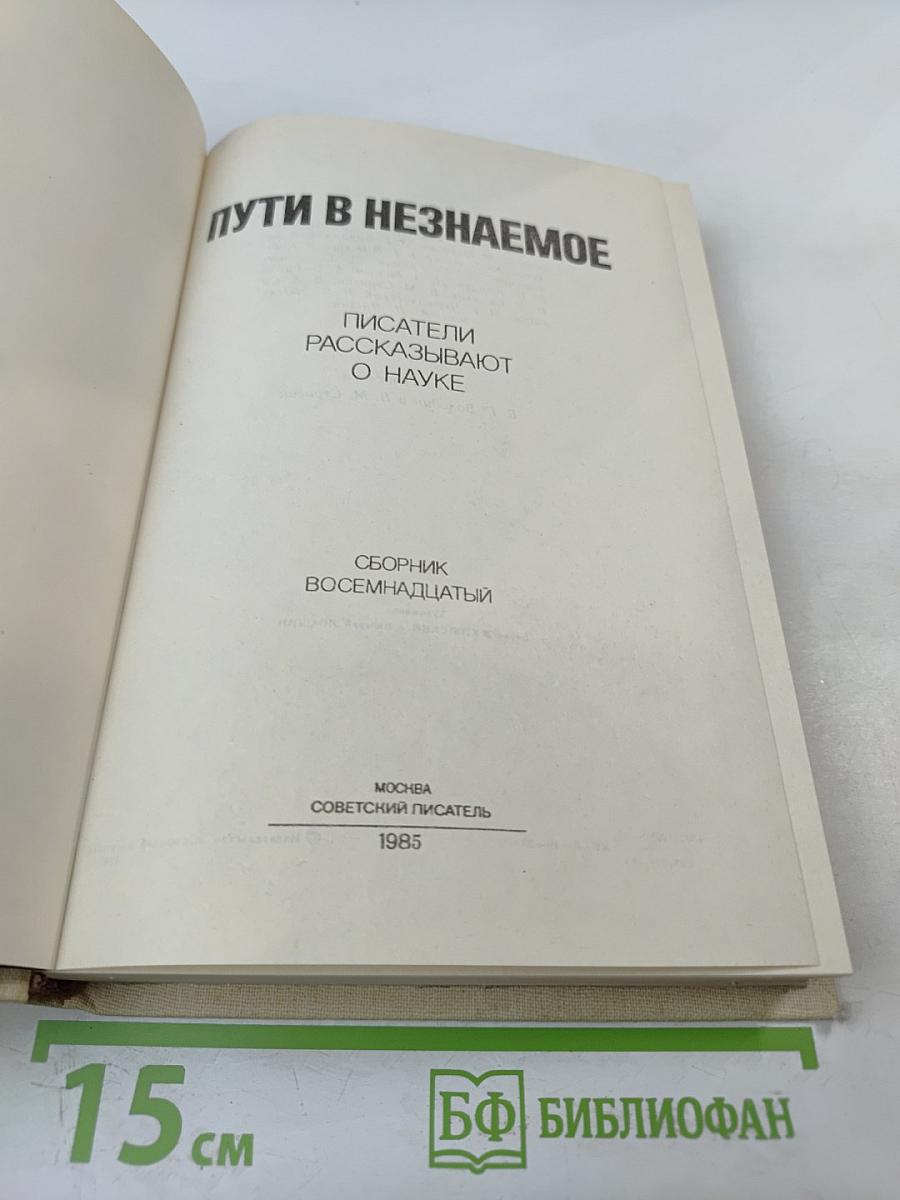 ПУТИ В НЕЗНАЕМОЕ
ПИСАТЕЛИ
РАССКАЗЫВАЮТ
О НАУКЕ
СБОРНИК
ВОСЕМНАДЦАТЫЙ
МОСКВА
СОВЕТСКИЙ ПИСАТЕЛЬ
1985
15 см
БФ БИБЛИОФАН